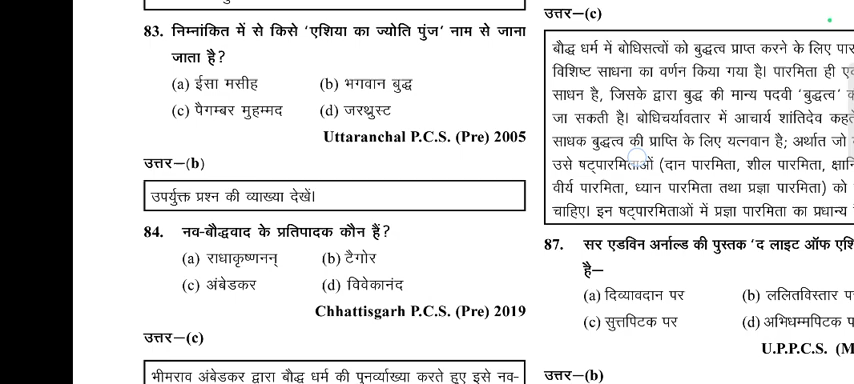 83. निम्नांकित में से किसे ‘एशिया का ज्योति पुंज’ नाम से जाना
जाता है?
(a) ईसा मसीह (b) भगवान बुद्ध
(c) पैगम्बर मुहम्मद (d) जरथ्रुस्ट
Uttaranchal P.C.S. (Pre) 2005
उत्तर–(b)
उपर्युक्त प्रश्न की व्याख्या देखें।
84. नव-बौद्धवाद के प्रतिपादक कौन हैं?
(a) राधाकृष्णनन् (b) टैगोर
(c) अंबेडकर (d) विवेकानंद
Chhattisgarh P.C.S. (Pre) 2019
उत्तर–(c)
भीमराव अंबेडकर द्वारा बौद्ध धर्म की पुनर्व्याख्या करते हुए इसे नव-
उत्तर–(c)
बौद्ध धर्म में बोधिसत्वों को बुद्धत्व प्राप्त करने के लिए
विशिष्ट साधना का वर्णन किया गया है। पारमिता ही
साधन है, जिसके द्वारा बुद्ध की मान्य पदवी ‘बुद्धत्व’
जा सकती है। बोधिचर्यावतार में आचार्य शांतिदेव
साधक बुद्धत्व की प्राप्ति के लिए यत्नवान है; अर्थात जो
उसे षट्पारमिताओं (दान पारमिता, शील पारमिता,
वीर्य पारमिता, ध्यान पारमिता तथा प्रज्ञा पारमिता) को
चाहिए। इन षट्पारमिताओं में प्रज्ञा पारमिता का प्रधान्य
87. सर एडविन अर्नाल्ड की पुस्तक ‘द लाइट ऑफ
है–
(a) दिव्यावदान पर (b) ललितविस्तार
(c) सुत्तपिटक पर (d) अभिधम्मपिटक
U.P.P.C.S.
उत्तर–(b)